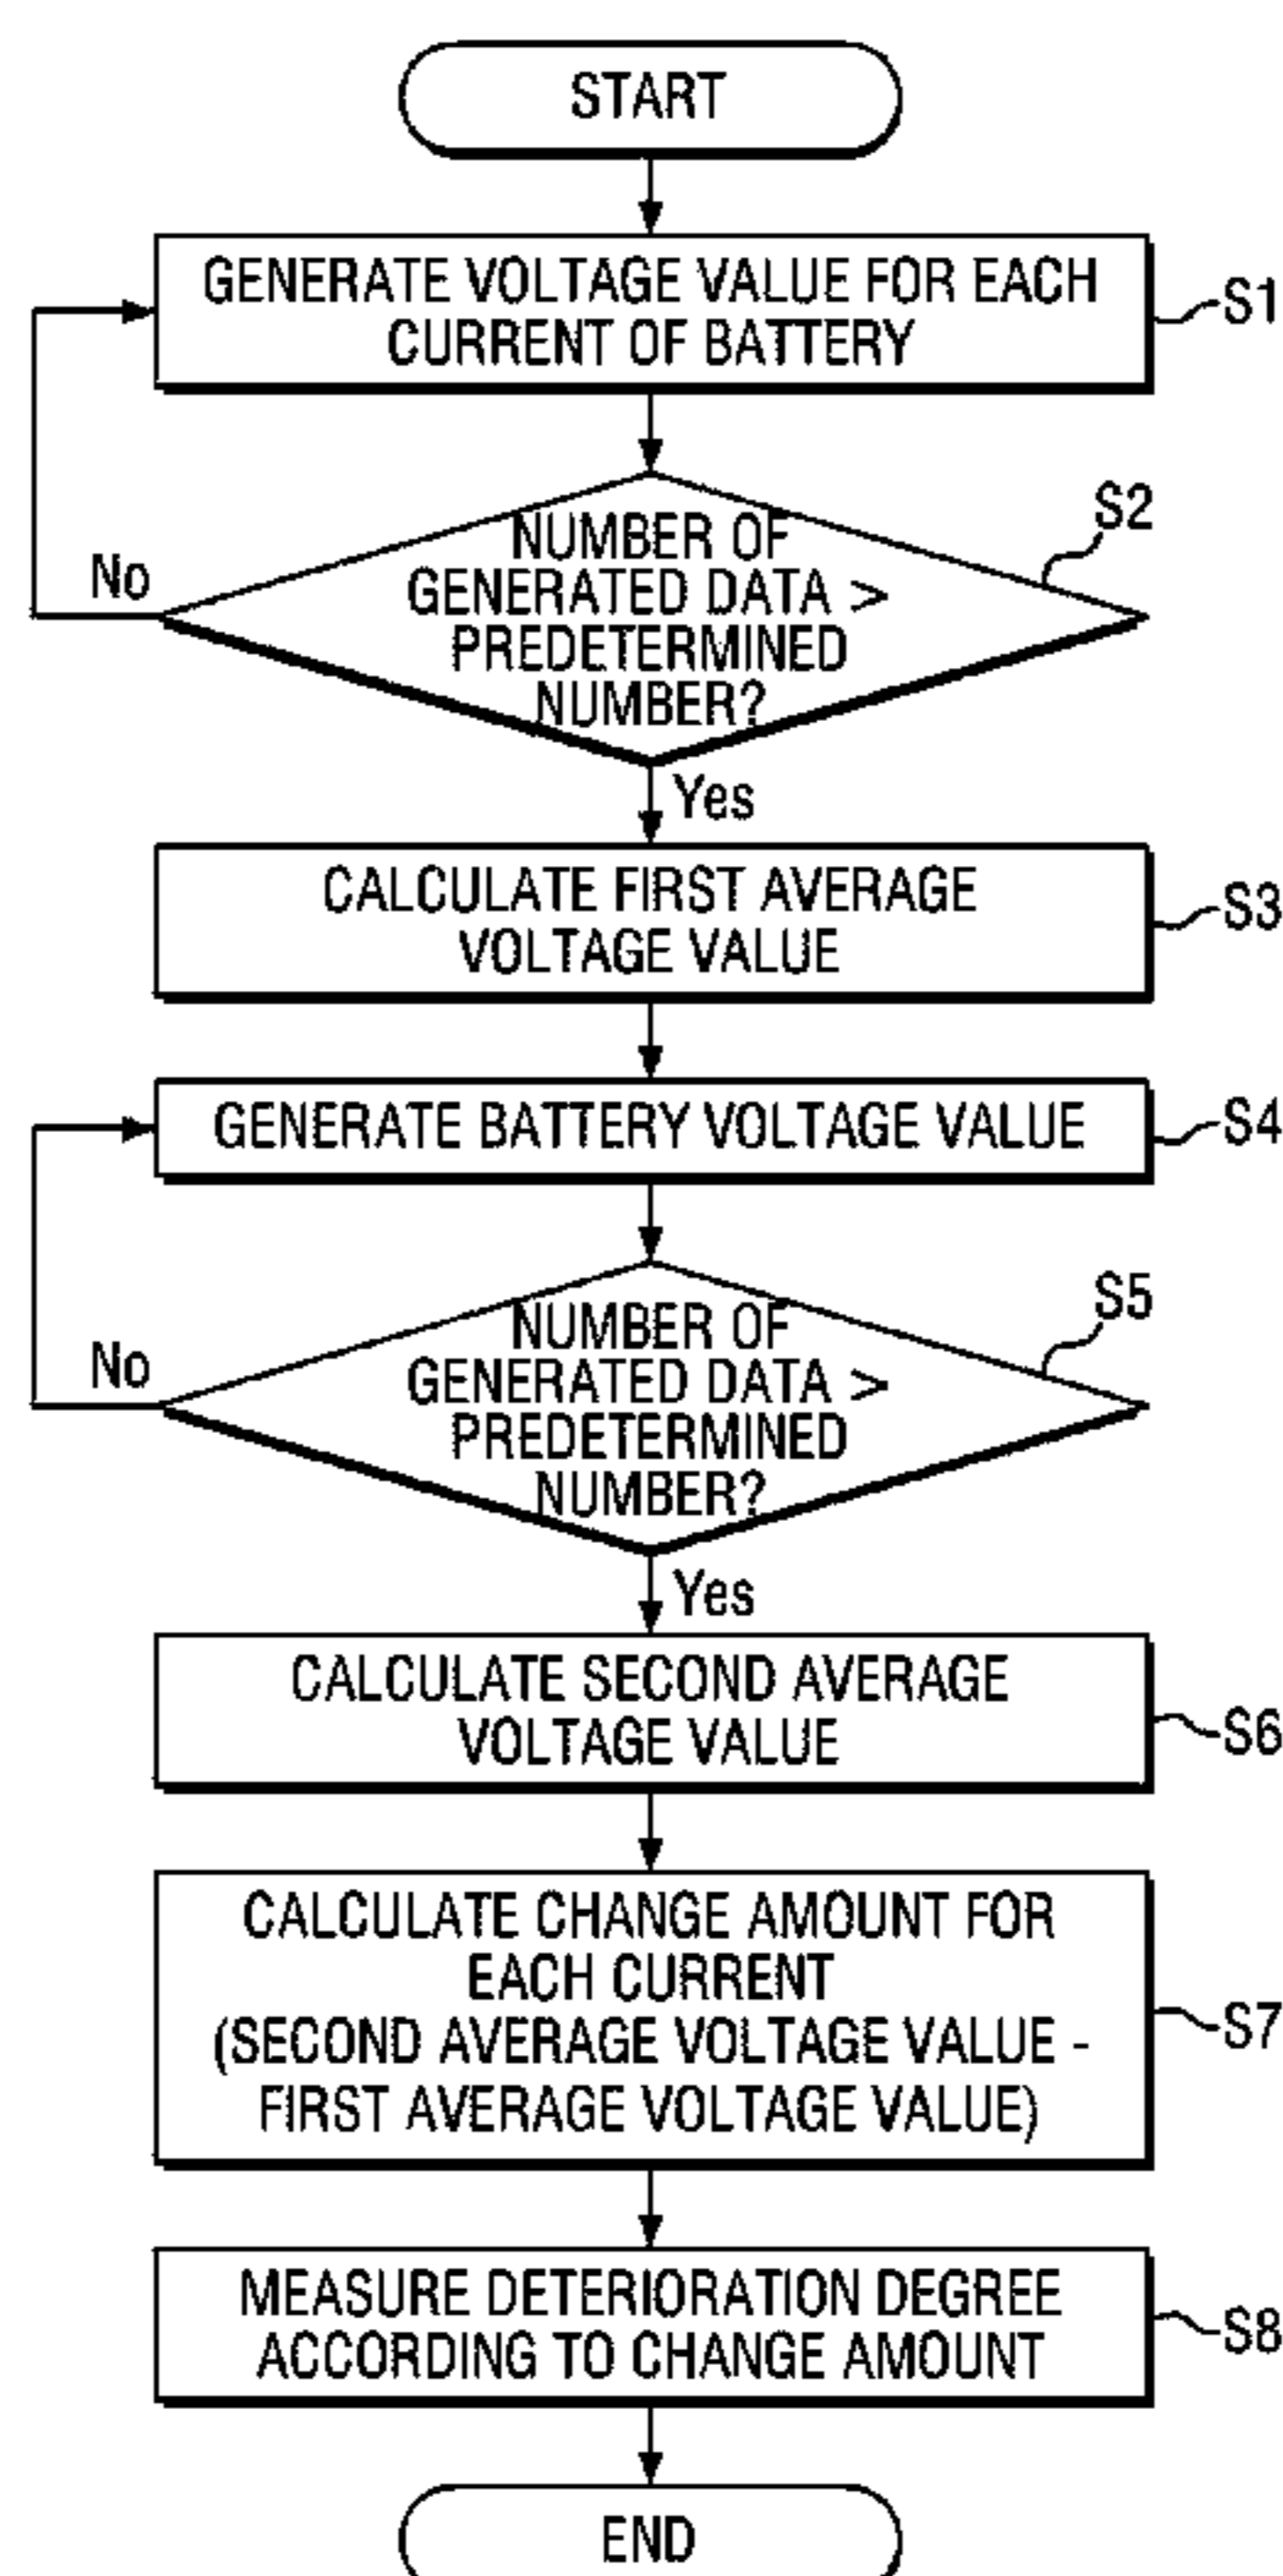 START
GENERATE VOLTAGE VALUE FOR EACH
CURRENT OF BATTERY
S1
S2
NUMBER OF
GENERATED DATA >
PREDETERMINED
NUMBER?
No
Yes
CALCULATE FIRST AVERAGE
VOLTAGE VALUE
S3
GENERATE BATTERY VOLTAGE VALUE
S4
S5
NUMBER OF
GENERATED DATA >
PREDETERMINED
NUMBER?
No
Yes
CALCULATE SECOND AVERAGE
VOLTAGE VALUE
S6
CALCULATE CHANGE AMOUNT FOR
EACH CURRENT
(SECOND AVERAGE VOLTAGE VALUE -
FIRST AVERAGE VOLTAGE VALUE)
S7
MEASURE DETERIORATION DEGREE
ACCORDING TO CHANGE AMOUNT
S8
END